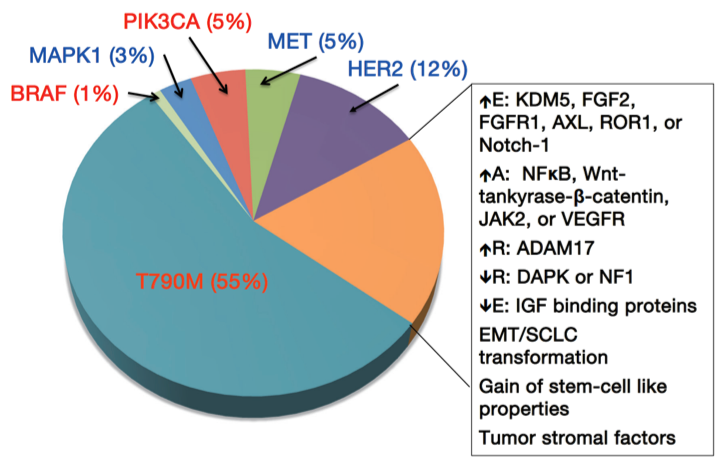 PIK3CA (5%)
MET (5%)
MAPK1 (3%)
HER2 (12%)
BRAF (1%)
T790M (55%)
↑E: KDM5, FGF2,
FGFR1, AXL, ROR1, or
Notch-1
↑A: NFκB, Wnt-
tankyrase-β-catentin,
JAK2, or VEGFR
↑R: ADAM17
↓R: DAPK or NF1
↓E: IGF binding proteins
EMT/SCLC
transformation
Gain of stem-cell like
properties
Tumor stromal factors